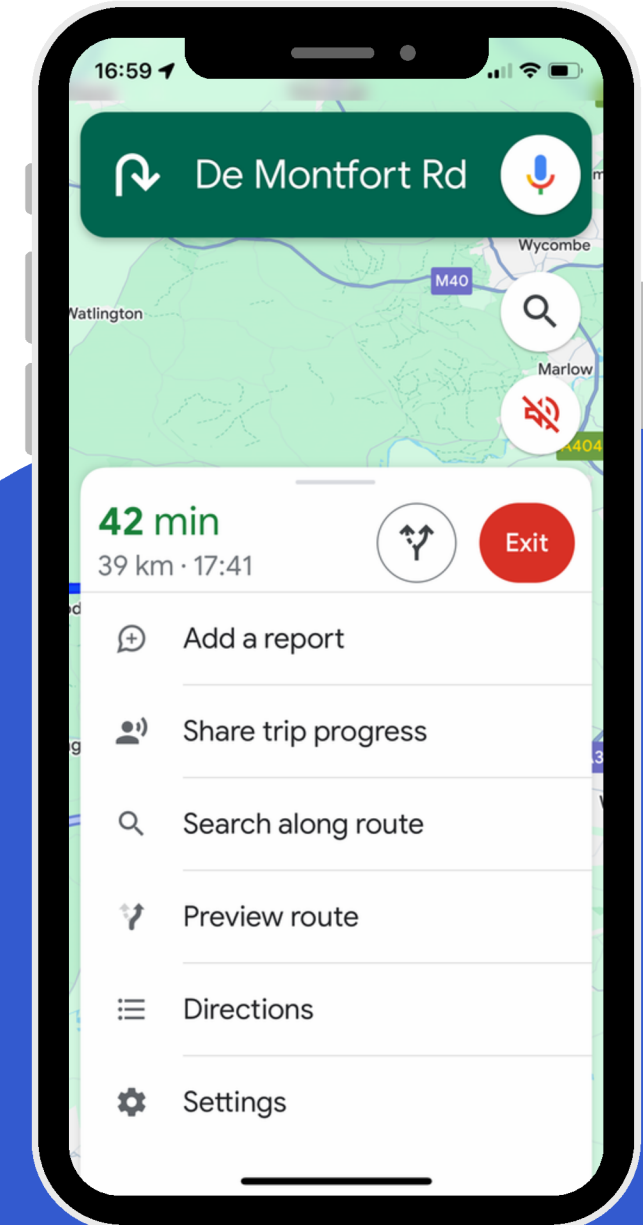 16:59
De Montfort Rd
Wycombe
M40
Watlington
Marlow
A404
42 min
39 km · 17:41
Exit
Add a report
Share trip progress
Search along route
Preview route
Directions
Settings